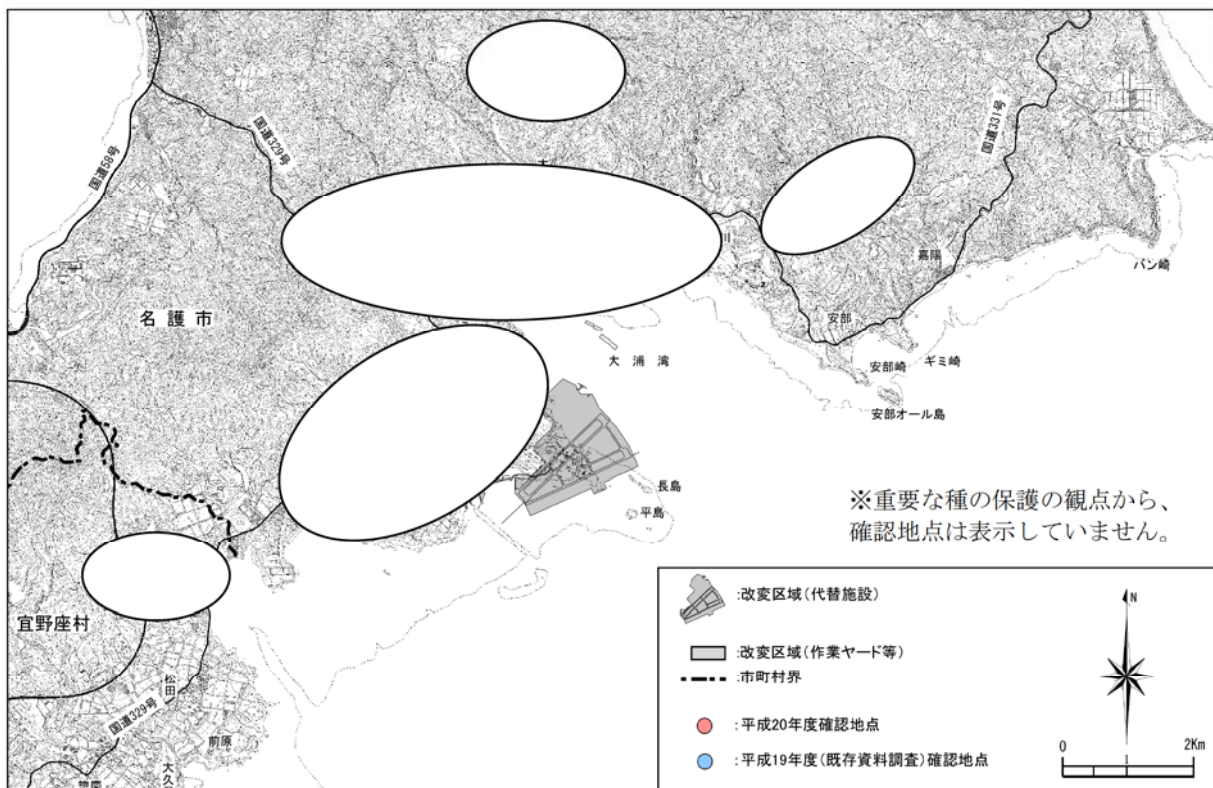 国道58号
国道329号
国道331号
嘉陽
バン崎
名護市
安部
大浦湾
安部崎
ギミ崎
安部オール島
長島
平島
※重要な種の保護の観点から、
確認地点は表示していません。
宜野座村
松田
国道329号
前原
:改変区域(代替施設)
:改変区域(作業ヤード等)
:市町村界
:平成20年度確認地点
:平成19年度(既存資料調査)確認地点
N
0 1 2Km